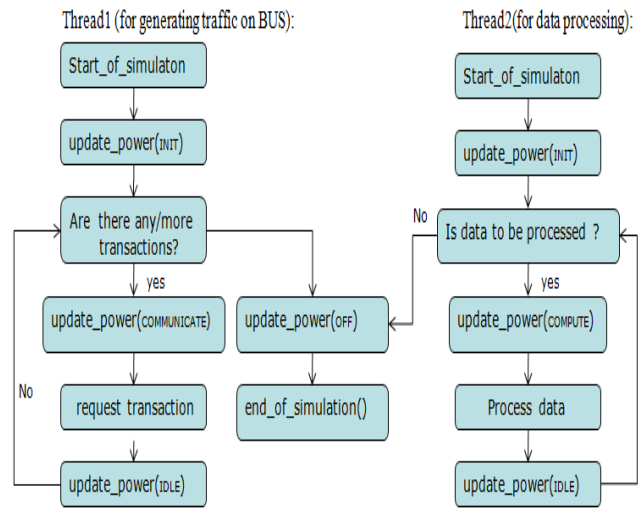 Thread1 (for generating traffic on BUS):
Start_of_simulaton
update_power(INIT)
Are there any/more
transactions?
yes
update_power(COMMUNICATE)
No
request transaction
update_power(IDLE)
update_power(OFF)
end_of_simulation()
Thread2(for data processing):
Start_of_simulaton
update_power(INIT)
No
Is data to be processed ?
yes
update_power(COMPUTE)
Process data
update_power(IDLE)